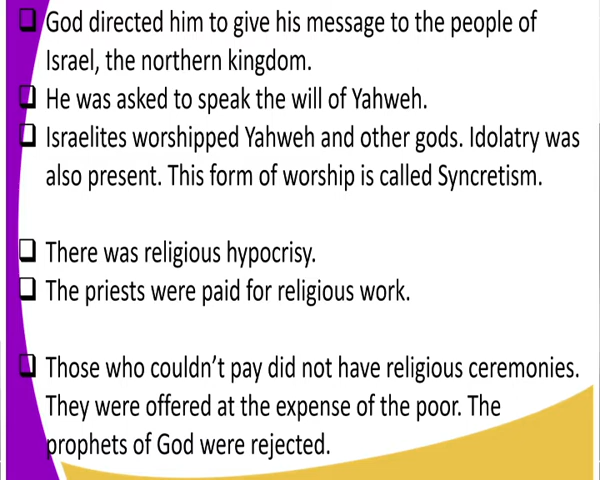 ❑ God directed him to give his message to the people of
Israel, the northern kingdom.
❑ He was asked to speak the will of Yahweh.
❑ Israelites worshipped Yahweh and other gods. Idolatry was
also present. This form of worship is called Syncretism.
❑ There was religious hypocrisy.
❑ The priests were paid for religious work.
❑ Those who couldn’t pay did not have religious ceremonies.
They were offered at the expense of the poor. The
prophets of God were rejected.